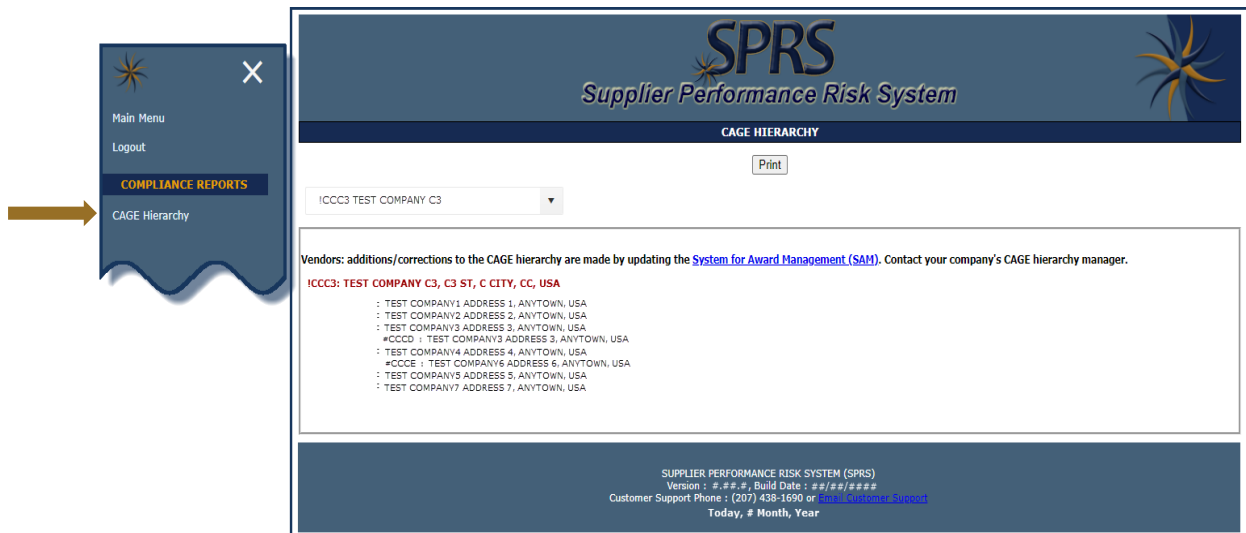 X
Main Menu
Logout
COMPLIANCE REPORTS
CAGE Hierarchy
SPRS
Supplier Performance Risk System
CAGE HIERARCHY
Print
!CCC3 TEST COMPANY C3
Vendors: additions/corrections to the CAGE hierarchy are made by updating the System for Award Management (SAM). Contact your company's CAGE hierarchy manager.
!CCC3: TEST COMPANY C3, C3 ST, C CITY, CC, USA
: TEST COMPANY1 ADDRESS 1, ANYTOWN, USA
: TEST COMPANY2 ADDRESS 2, ANYTOWN, USA
: TEST COMPANY3 ADDRESS 3, ANYTOWN, USA
#CCCD : TEST COMPANY3 ADDRESS 3, ANYTOWN, USA
: TEST COMPANY4 ADDRESS 4, ANYTOWN, USA
#CCCE : TEST COMPANY6 ADDRESS 6, ANYTOWN, USA
: TEST COMPANY5 ADDRESS 5, ANYTOWN, USA
: TEST COMPANY7 ADDRESS 7, ANYTOWN, USA
SUPPLIER PERFORMANCE RISK SYSTEM (SPRS)
Version : #.##.#, Build Date : ##/##/####
Customer Support Phone : (207) 438-1690 or Email Customer Support
Today, # Month, Year